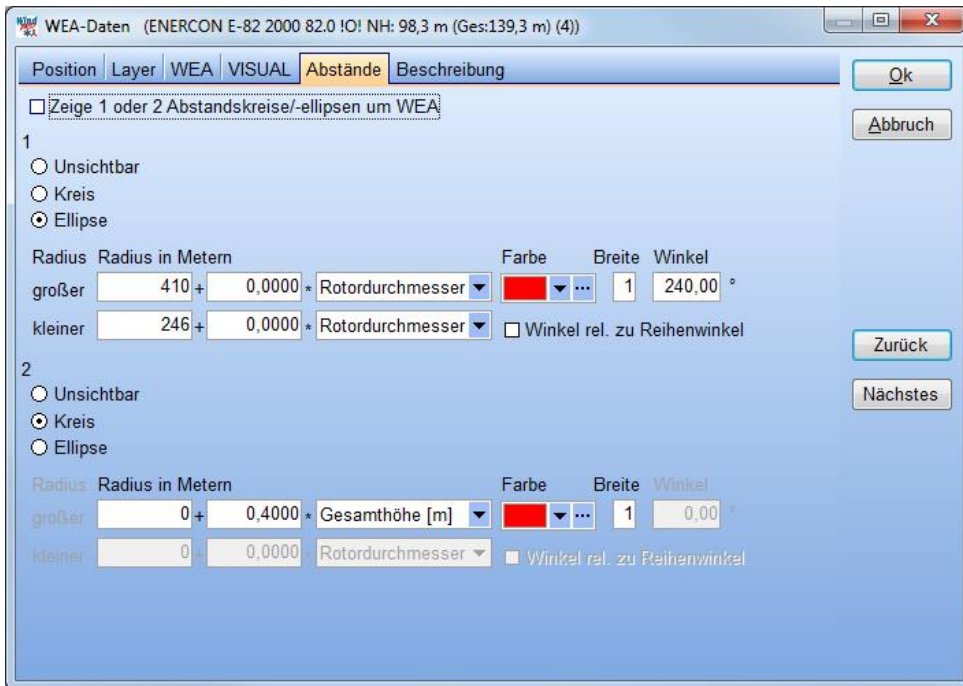 WEA-Daten (ENERCON E-82 2000 82.0 !O! NH: 98,3 m (Ges:139,3 m) (4))
Position Layer WEA VISUAL Abstände Beschreibung
Ok
Zeige 1 oder 2 Abstandskreise/-ellipsen um WEA
Abbruch
1
Unsichtbar
Kreis
Ellipse
Radius Radius in Metern Farbe Breite Winkel
großer 410 + 0,0000 * Rotordurchmesser ... 1 240,00 °
kleiner 246 + 0,0000 * Rotordurchmesser Winkel rel. zu Reihenwinkel
Zurück
2
Unsichtbar
Nächstes
Kreis
Ellipse
Radius Radius in Metern Farbe Breite Winkel
großer 0 + 0,4000 * Gesamthöhe [m] ... 1 0,00 °
kleiner 0 + 0,0000 * Rotordurchmesser Winkel rel. zu Reihenwinkel